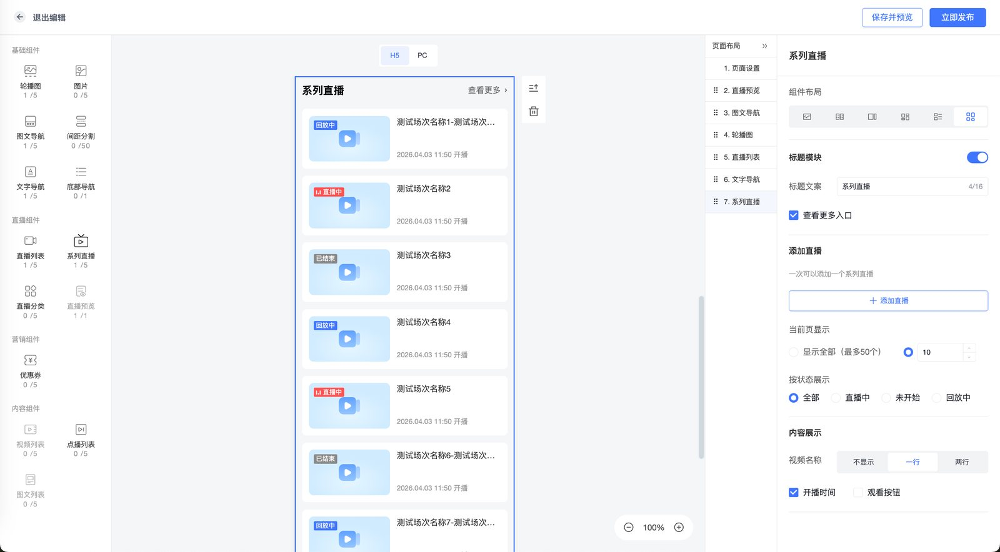 退出编辑
保存并预览
立即发布
基础组件
轮播图
1 /5
图片
0 /5
图文导航
1 /5
间距分割
0 /50
文字导航
1 /5
底部导航
0 /1
直播组件
直播列表
1 /5
系列直播
1 /5
直播分类
0 /5
直播预览
1 /1
营销组件
优惠券
0 /5
内容组件
视频列表
0 /5
点播列表
0 /5
图文列表
0 /5
H5
PC
系列直播
查看更多
回放中
测试场次名称1-测试场次...
2026.04.03 11:50 开播
直播中
测试场次名称2
2026.04.03 11:50 开播
已结束
测试场次名称3
2026.04.03 11:50 开播
回放中
测试场次名称4
2026.04.03 11:50 开播
直播中
测试场次名称5
2026.04.03 11:50 开播
已结束
测试场次名称6-测试场次...
2026.04.03 11:50 开播
回放中
测试场次名称7-测试场次...
100%
页面布局
1. 页面设置
2. 直播预览
3. 图文导航
4. 轮播图
5. 直播列表
6. 文字导航
7. 系列直播
系列直播
组件布局
标题模块
标题文案
系列直播
4/16
查看更多入口
添加直播
一次可以添加一个系列直播
添加直播
当前页显示
显示全部（最多50个）
10
按状态展示
全部
直播中
未开始
回放中
内容展示
视频名称
不显示
一行
两行
开播时间
观看按钮